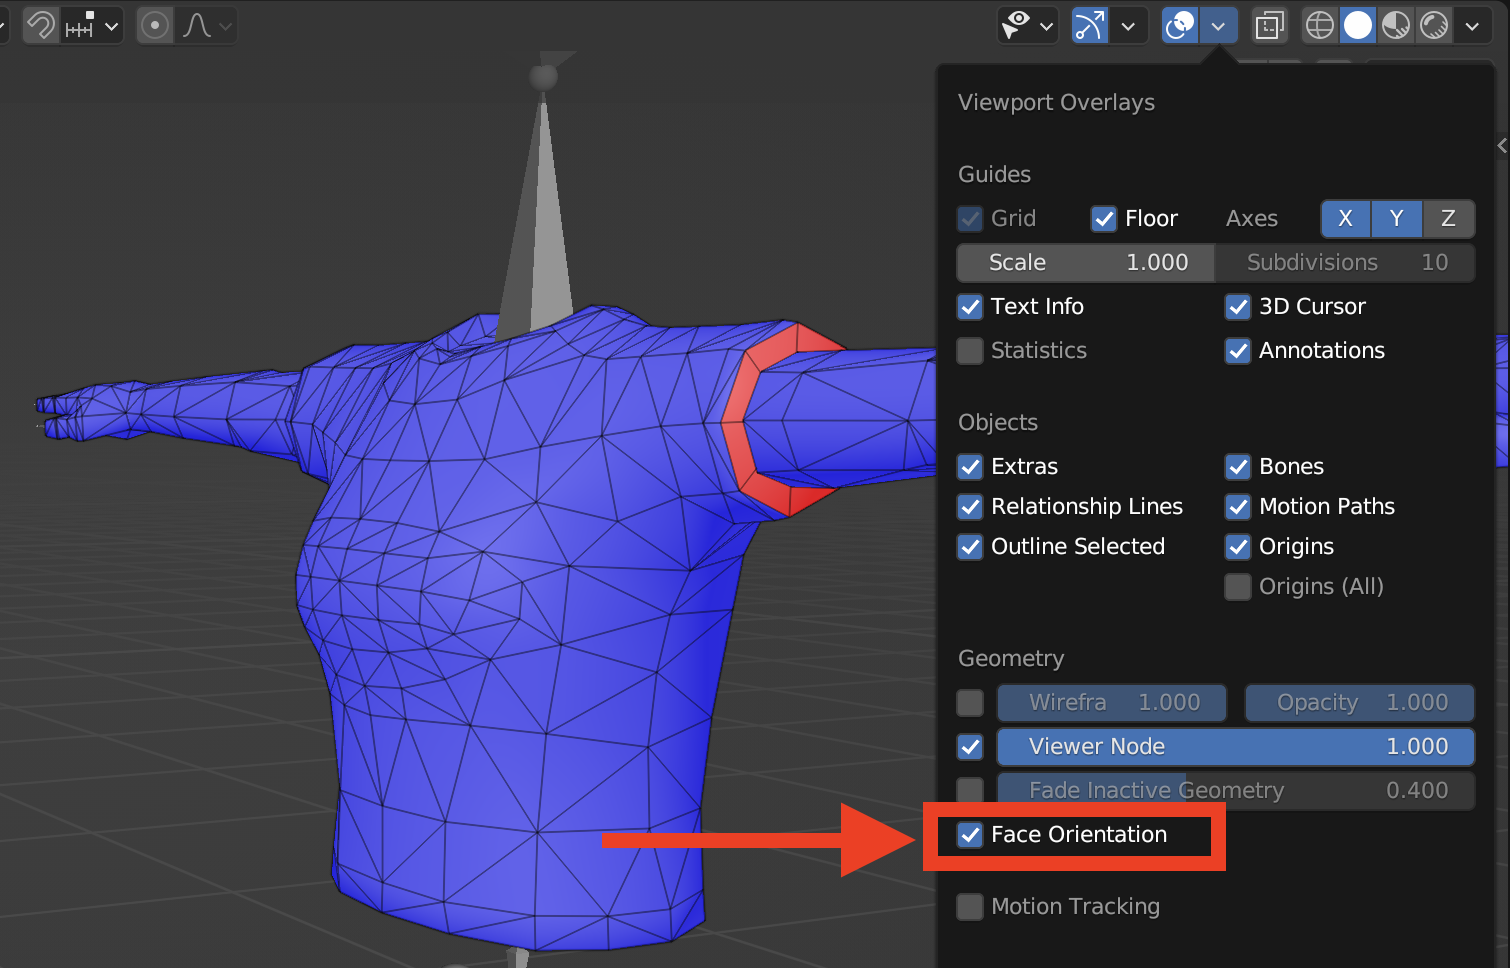 Viewport Overlays
Guides
Grid Floor Axes X Y Z
Scale 1.000 Subdivisions 10
Text Info 3D Cursor
Statistics Annotations
Objects
Extras Bones
Relationship Lines Motion Paths
Outline Selected Origins
Origins (All)
Geometry
Wirefra 1.000 Opacity 1.000
Viewer Node 1.000
Fade Inactive Geometry 0.400
Face Orientation
Motion Tracking